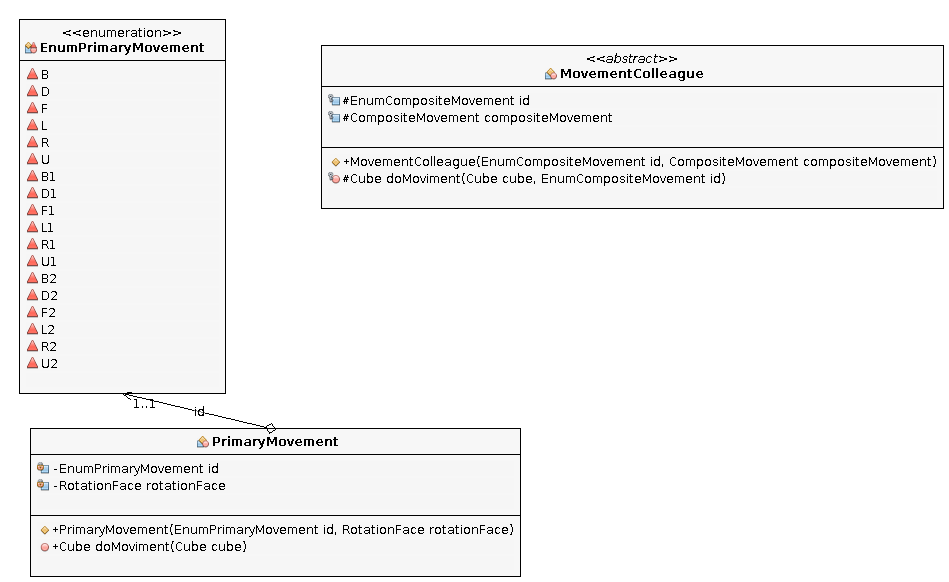 <<enumeration>>
EnumPrimaryMovement
B
D
F
L
R
U
B1
D1
F1
L1
R1
U1
B2
D2
F2
L2
R2
U2
<<abstract>>
MovementColleague
#EnumCompositeMovement id
#CompositeMovement compositeMovement
+MovementColleague(EnumCompositeMovement id, CompositeMovement compositeMovement)
#Cube doMoviment(Cube cube, EnumCompositeMovement id)
1..1
id
PrimaryMovement
-EnumPrimaryMovement id
-RotationFace rotationFace
+PrimaryMovement(EnumPrimaryMovement id, RotationFace rotationFace)
+Cube doMoviment(Cube cube)